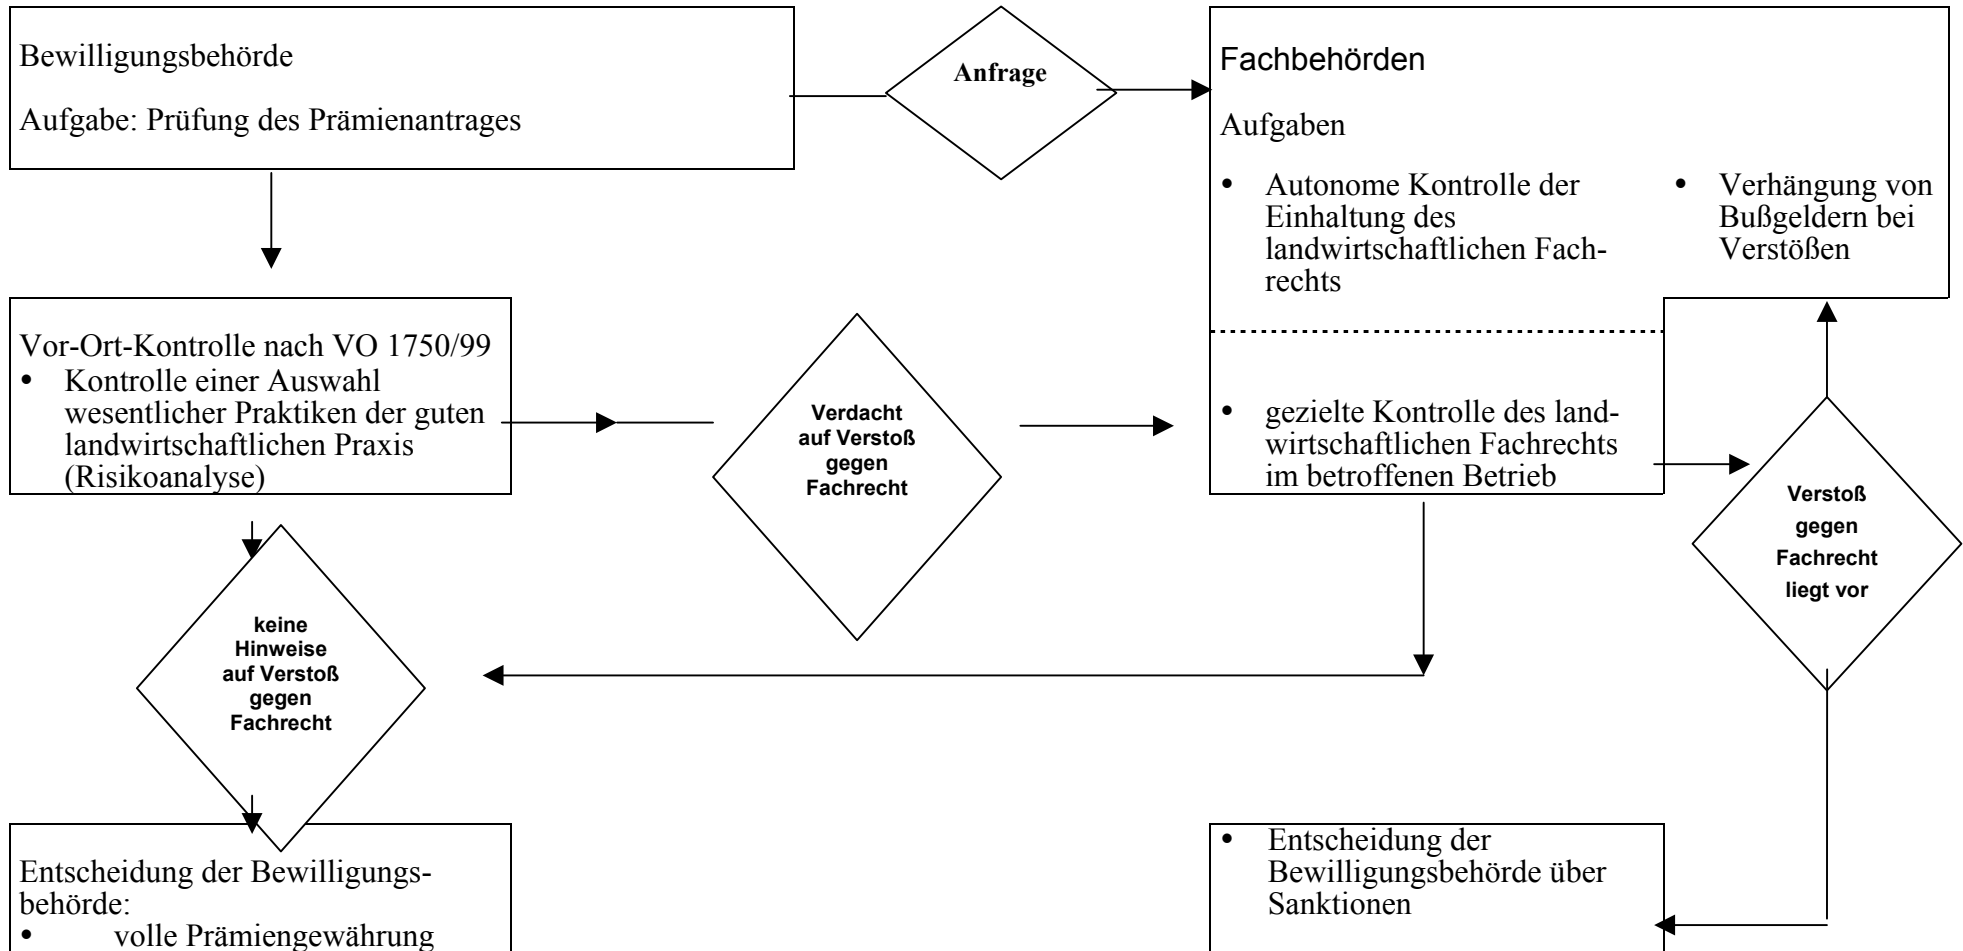 Bewilligungsbehörde
Aufgabe: Prüfung des Prämienantrages
Anfrage
Fachbehörden
Aufgaben
• Autonome Kontrolle der
Einhaltung des
landwirtschaftlichen Fach-
rechts
• Verhängung von
Bußgeldern bei
Verstößen
Vor-Ort-Kontrolle nach VO 1750/99
• Kontrolle einer Auswahl
wesentlicher Praktiken der guten
landwirtschaftlichen Praxis
(Risikoanalyse)
Verdacht
auf Verstoß
gegen
Fachrecht
• gezielte Kontrolle des land-
wirtschaftlichen Fachrechts
im betroffenen Betrieb
Verstoß
gegen
Fachrecht
liegt vor
keine
Hinweise
auf Verstoß
gegen
Fachrecht
Entscheidung der Bewilligungs-
behörde:
• volle Prämiengewährung
• Entscheidung der
Bewilligungsbehörde über
Sanktionen